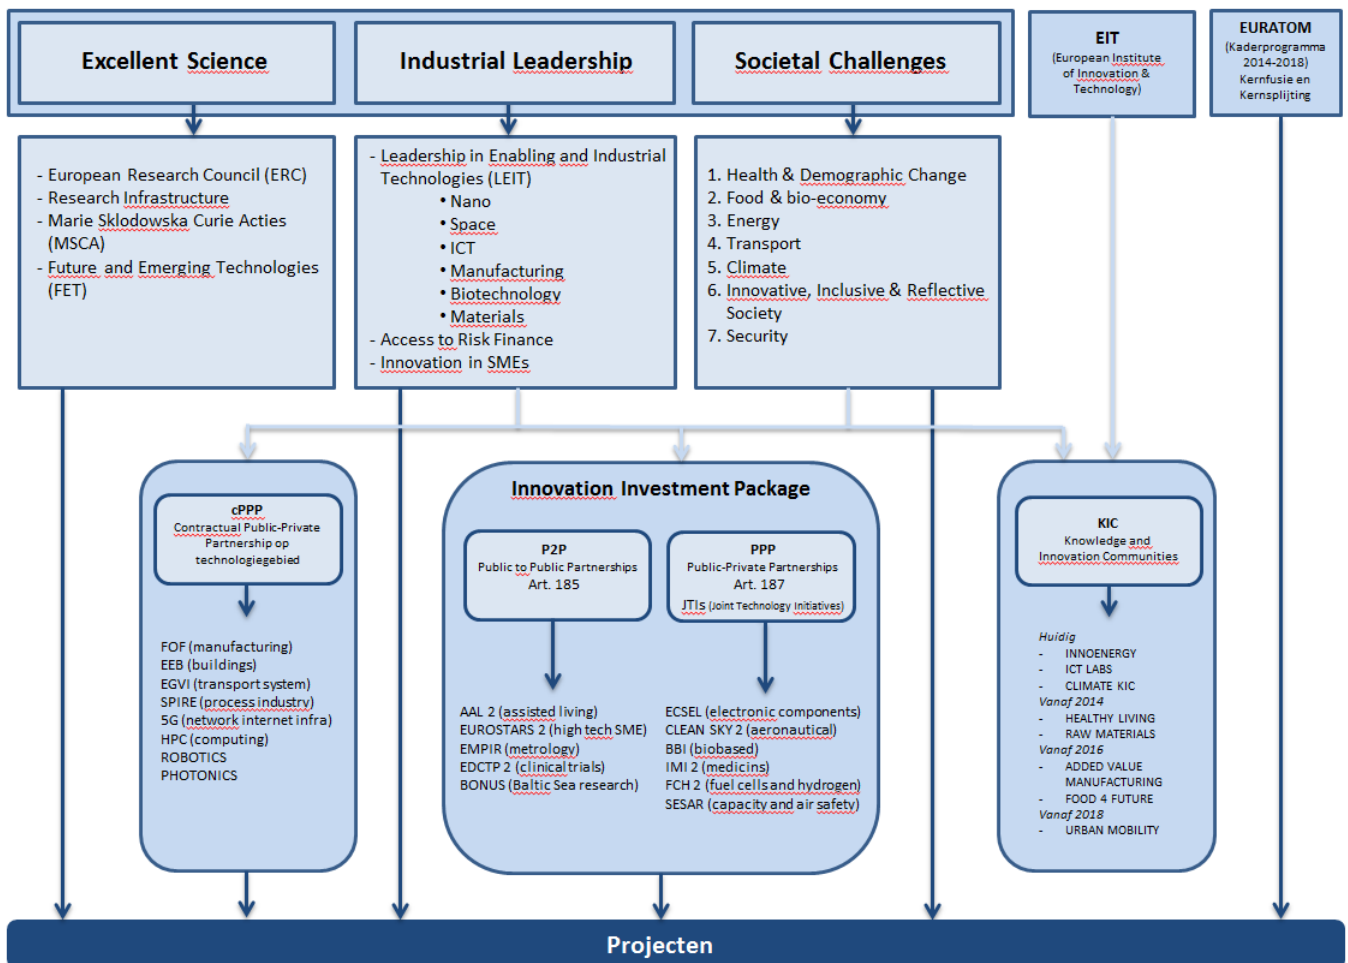 Excellent Science
Industrial Leadership
Societal Challenges
EIT
(European Institute
of Innovation &
Technology)
EURATOM
(Kaderprogramma
2014-2018)
Kernfusie en
Kernsplijting
- European Research Council (ERC)
- Research Infrastructure
- Marie Sklodowska Curie Acties
(MSCA)
- Future and Emerging Technologies
(FET)
- Leadership in Enabling and Industrial
Technologies (LEIT)
• Nano
• Space
• ICT
• Manufacturing
• Biotechnology
• Materials
- Access to Risk Finance
- Innovation in SMEs
1. Health & Demographic Change
2. Food & bio-economy
3. Energy
4. Transport
5. Climate
6. Innovative, Inclusive & Reflective
Society
7. Security
cPPP
Contractual Public-Private
Partnership op
technologiegebied
FOF (manufacturing)
EEB (buildings)
EGVI (transport system)
SPIRE (process industry)
5G (network internet infra)
HPC (computing)
ROBOTICS
PHOTONICS
Innovation Investment Package
P2P
Public to Public Partnerships
Art. 185
AAL 2 (assisted living)
EUROSTARS 2 (high tech SME)
EMPIR (metrology)
EDCTP 2 (clinical trials)
BONUS (Baltic Sea research)
PPP
Public-Private Partnerships
Art. 187
JTIs (Joint Technology Initiatives)
ECSEL (electronic components)
CLEAN SKY 2 (aeronautical)
BBI (biobased)
IMI 2 (medicins)
FCH 2 (fuel cells and hydrogen)
SESAR (capacity and air safety)
KIC
Knowledge and
Innovation Communities
Huidig
- INNOENERGY
- ICT LABS
- CLIMATE KIC
Vanaf 2014
- HEALTHY LIVING
- RAW MATERIALS
Vanaf 2016
- ADDED VALUE
MANUFACTURING
- FOOD 4 FUTURE
Vanaf 2018
- URBAN MOBILITY
Projecten